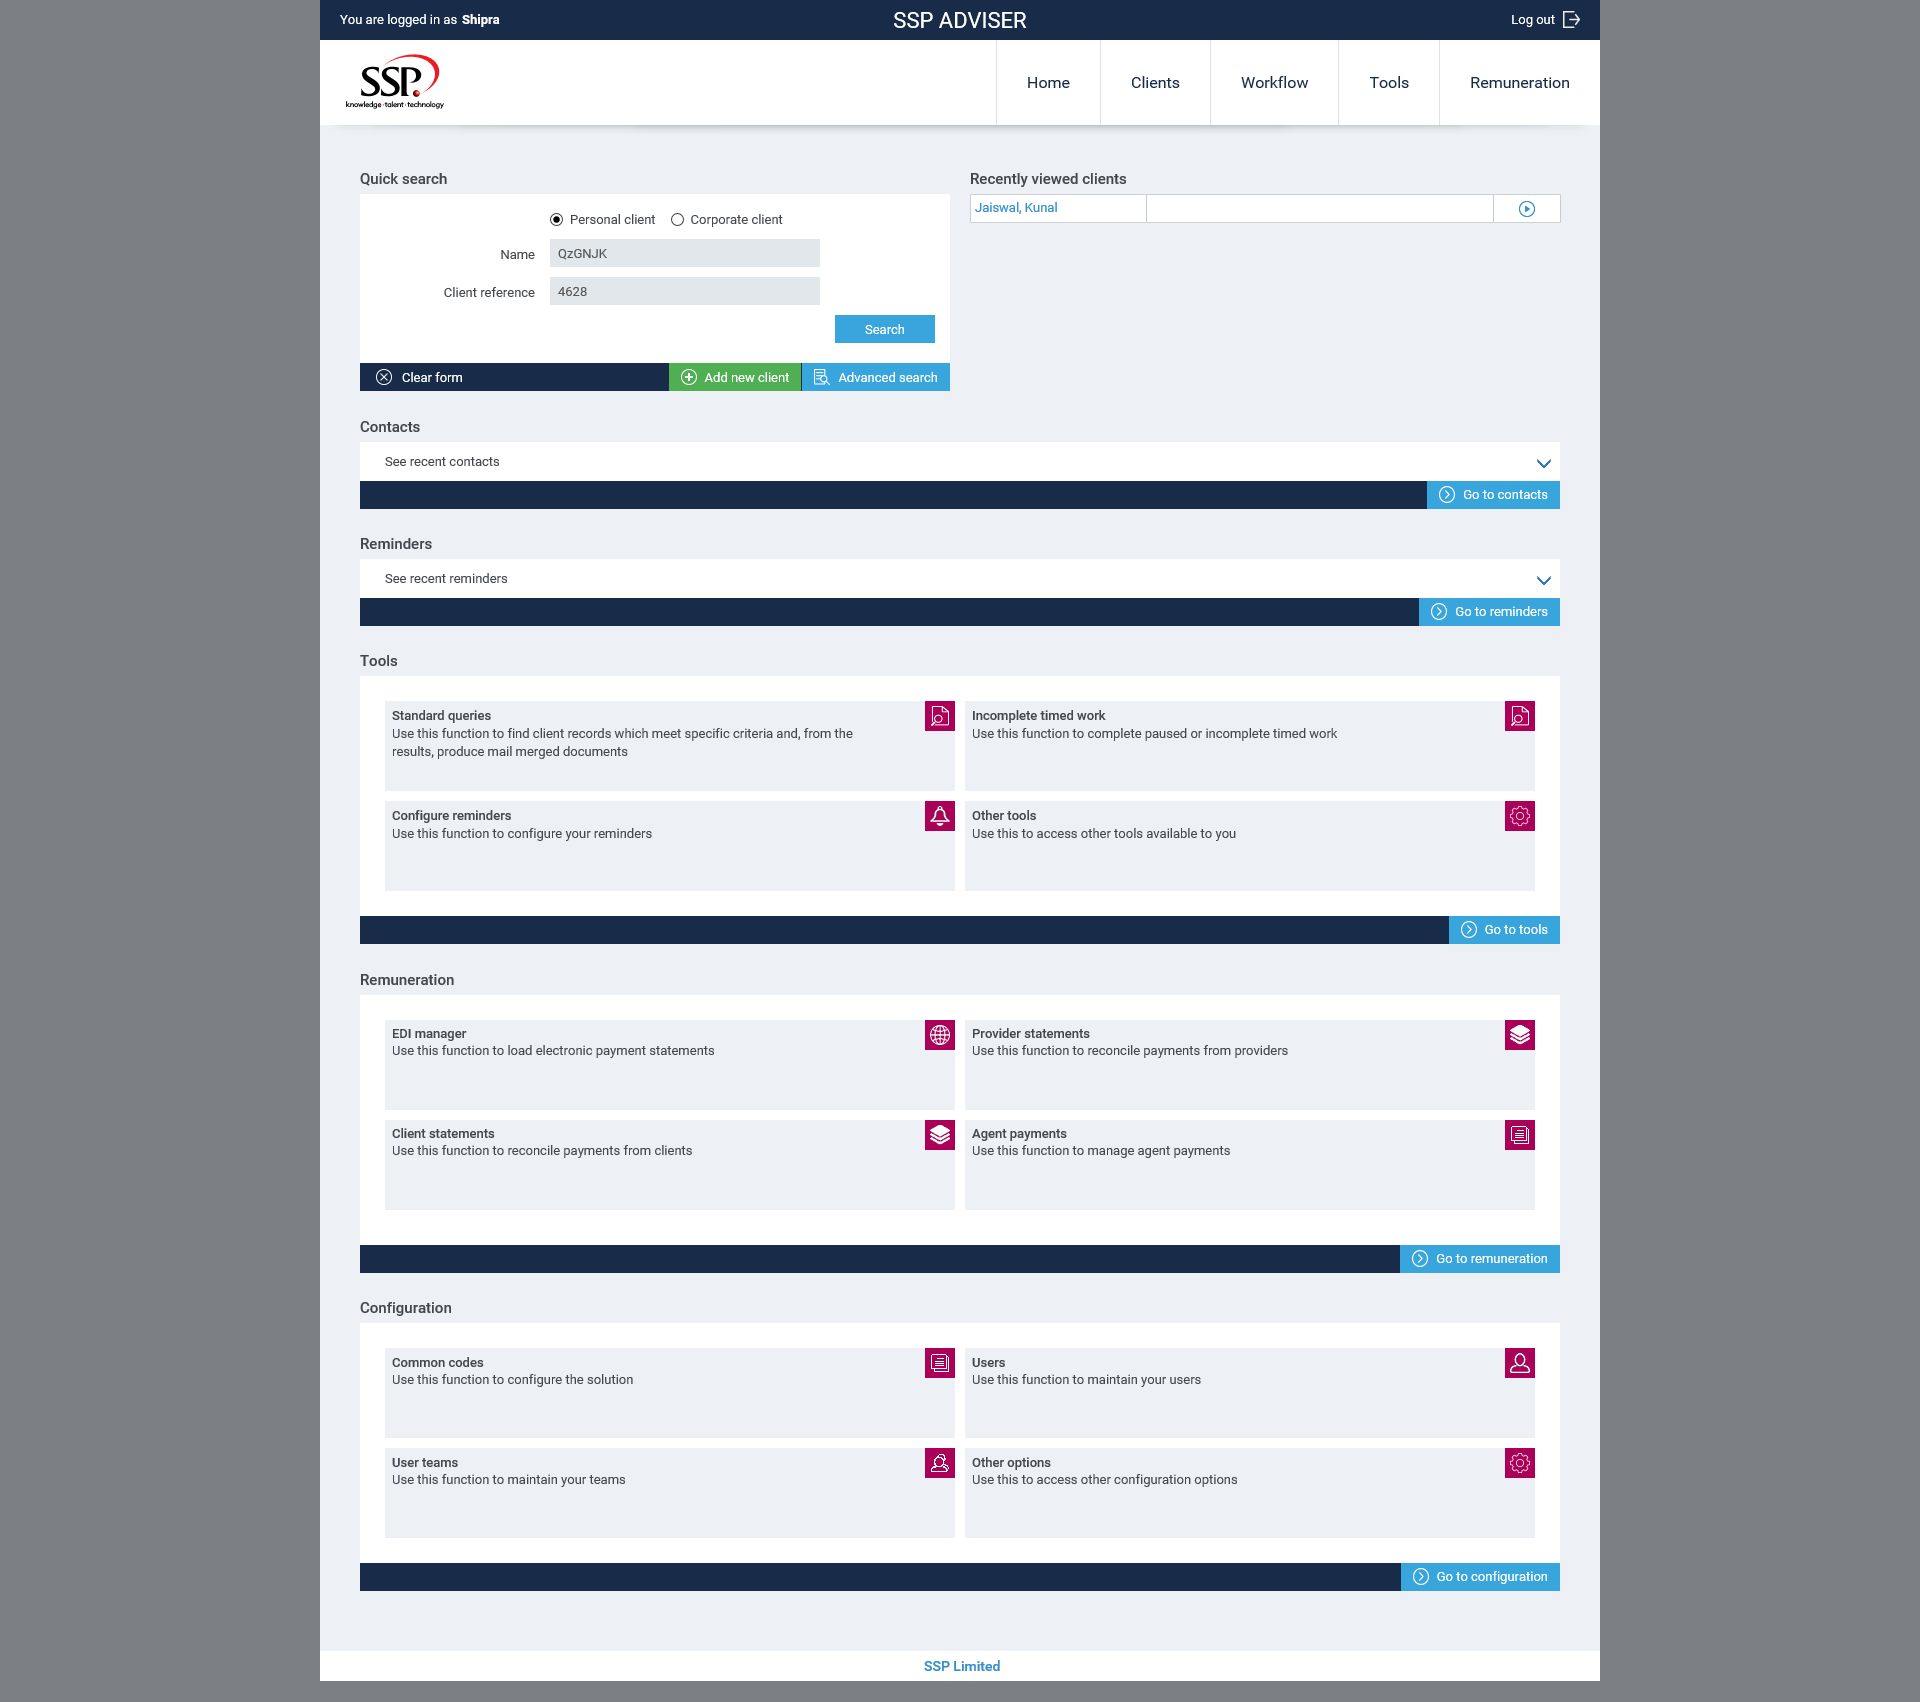 You are logged in as Shipra
SSP ADVISER
Log out
SSP.
knowledge·talent·technology
Home
Clients
Workflow
Tools
Remuneration
Quick search
Personal client
Corporate client
Name
QzGNJK
Client reference
4628
Search
Clear form
Add new client
Advanced search
Recently viewed clients
Jaiswal, Kunal
Contacts
See recent contacts
Go to contacts
Reminders
See recent reminders
Go to reminders
Tools
Standard queries
Use this function to find client records which meet specific criteria and, from the
results, produce mail merged documents
Incomplete timed work
Use this function to complete paused or incomplete timed work
Configure reminders
Use this function to configure your reminders
Other tools
Use this to access other tools available to you
Go to tools
Remuneration
EDI manager
Use this function to load electronic payment statements
Provider statements
Use this function to reconcile payments from providers
Client statements
Use this function to reconcile payments from clients
Agent payments
Use this function to manage agent payments
Go to remuneration
Configuration
Common codes
Use this function to configure the solution
Users
Use this function to maintain your users
User teams
Use this function to maintain your teams
Other options
Use this to access other configuration options
Go to configuration
SSP Limited